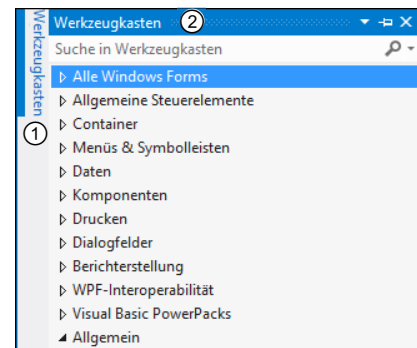 Werkzeugkasten
1
Werkzeugkasten 2
Suche in Werkzeugkasten
Alle Windows Forms
Allgemeine Steuerelemente
Container
Menüs & Symbolleisten
Daten
Komponenten
Drucken
Dialogfelder
Berichterstellung
WPF-Interoperabilität
Visual Basic PowerPacks
Allgemein